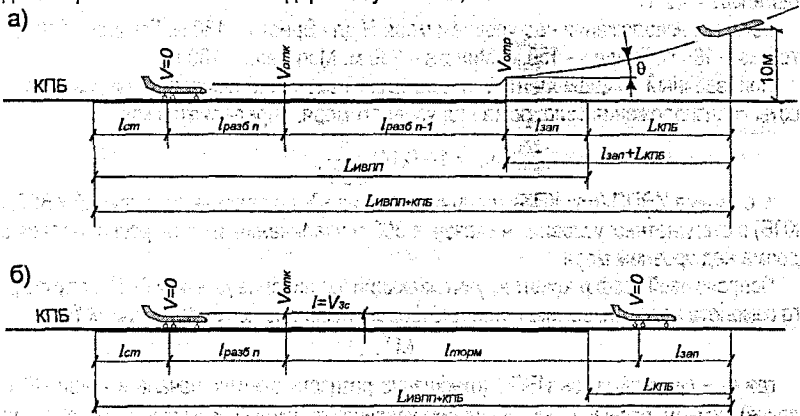 а)
V=0
Vотк
Vотр
θ
10м
КПБ
lст
lразб n
lразб n-1
lзап
LКПБ
LИВПП
lзап+LКПБ
LИВПП+КПБ
б)
V=0
Vотк
l=V3c
V=0
КПБ
lст
lразб n
lторм
lзап
LКПБ
LИВПП+КПБ